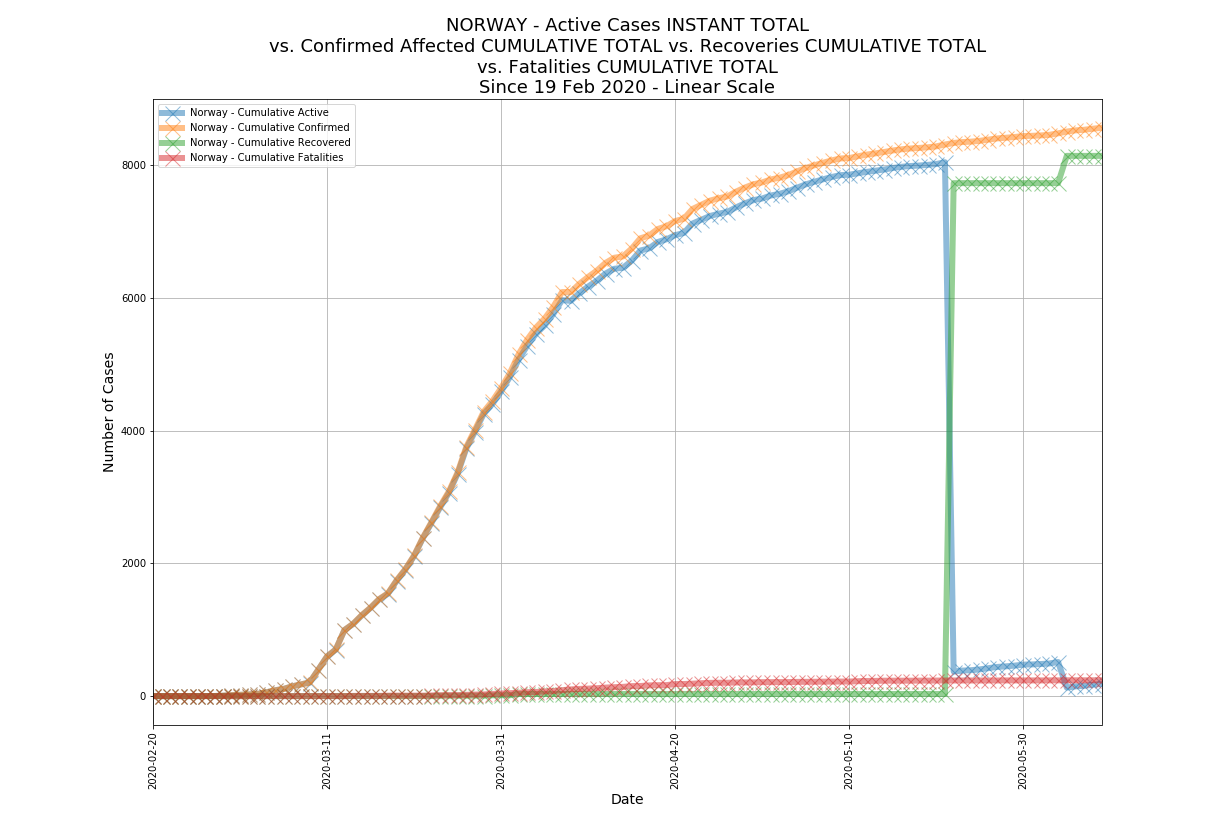 NORWAY - Active Cases INSTANT TOTAL
vs. Confirmed Affected CUMULATIVE TOTAL vs. Recoveries CUMULATIVE TOTAL
vs. Fatalities CUMULATIVE TOTAL
Since 19 Feb 2020 - Linear Scale
Norway - Cumulative Active
Norway - Cumulative Confirmed
Norway - Cumulative Recovered
Norway - Cumulative Fatalities
Number of Cases
8000
6000
4000
2000
0
2020-02-20
2020-03-11
2020-03-31
2020-04-20
2020-05-10
2020-05-30
Date